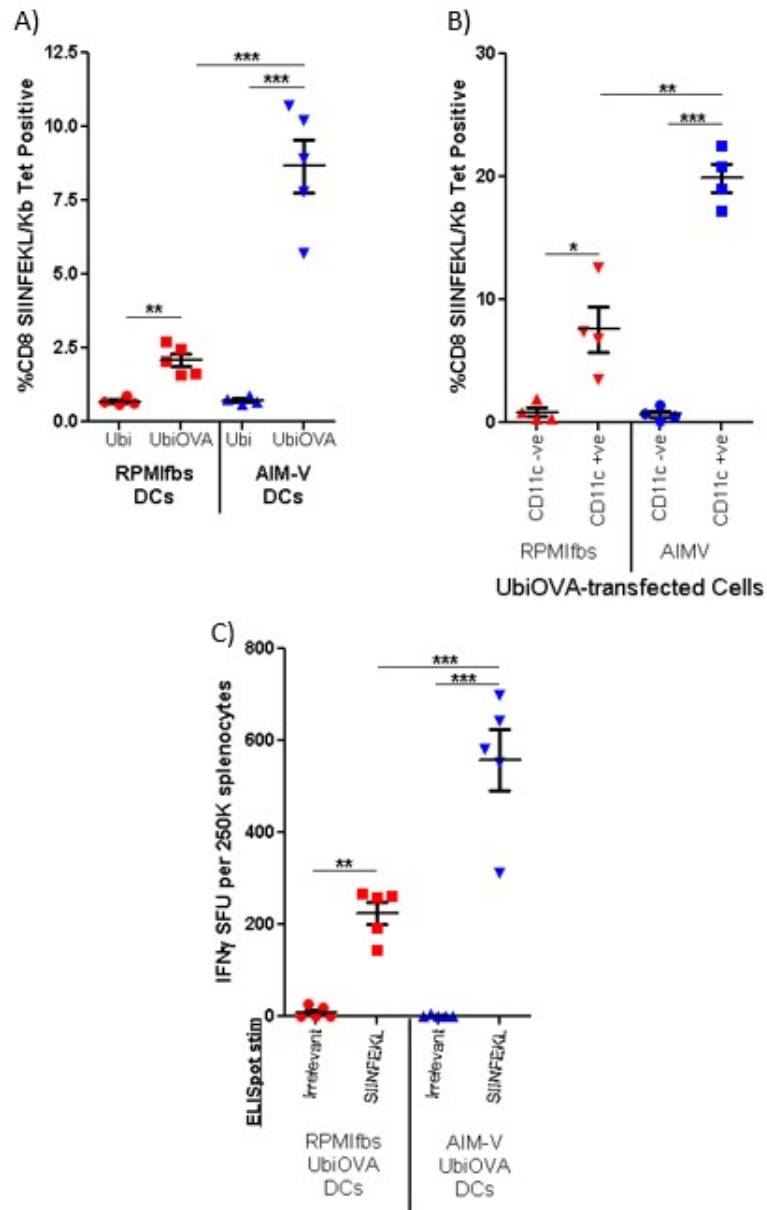 A)
%CD8 SIINFEKL/Kb Tet Positive
12.5
10.0
7.5
5.0
2.5
0.0
***
***
**
Ubi UbiOVA Ubi UbiOVA
RPMIfbs AIM-V
DCs DCs
B)
%CD8 SIINFEKL/Kb Tet Positive
30
20
10
0
**
***
*
CD11c -ve CD11c +ve CD11c -ve CD11c +ve
RPMIfbs AIMV
UbiOVA-transfected Cells
C)
IFNγ SFU per 250K splenocytes
800
600
400
200
0
***
***
**
ELISpot stim
Irrelevant SIINFEKL Irrelevant SIINFEKL
RPMIfbs AIM-V
UbiOVA UbiOVA
DCs DCs